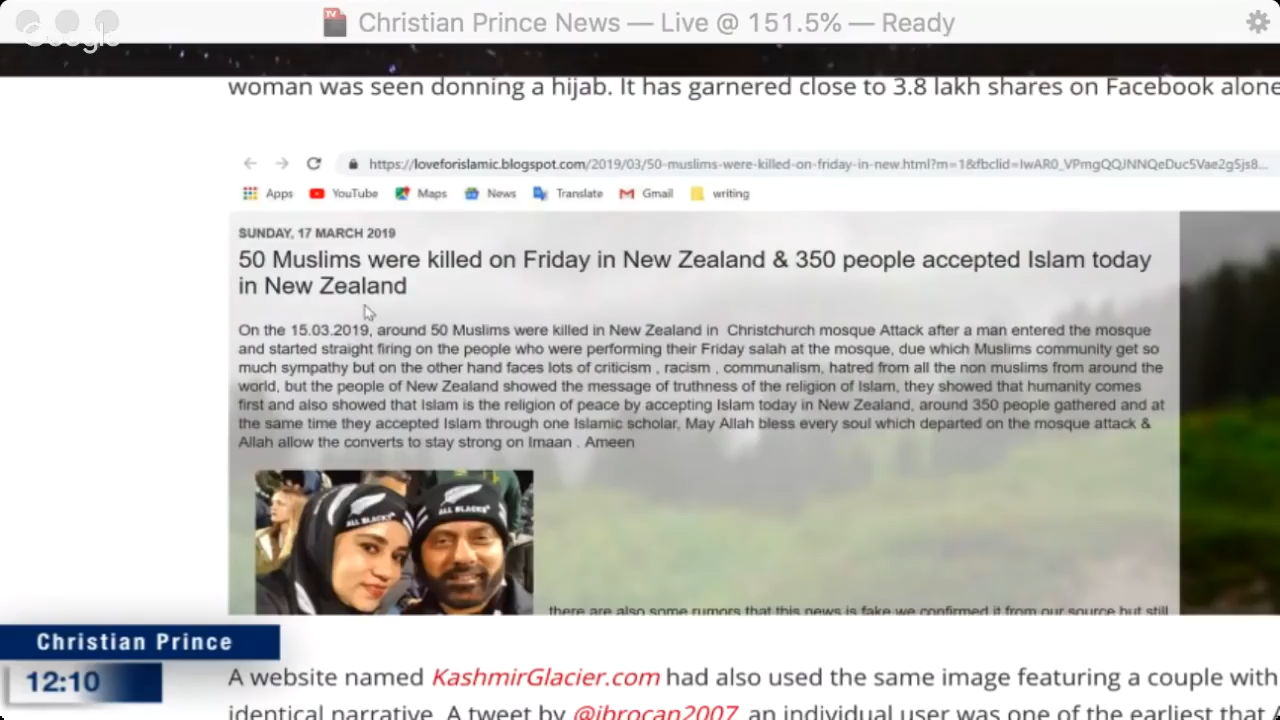 Christian Prince News — Live @ 151.5% — Ready
Google
woman was seen donning a hijab. It has garnered close to 3.8 lakh shares on Facebook alone
https://loveforislamic.blogspot.com/2019/03/50-muslims-were-killed-on-friday-in-new.html?m=1&fbclid=IwAR0_VPmgQQJNNQeDuc5Vae2g5js8...
Apps YouTube Maps News Translate Gmail writing
SUNDAY, 17 MARCH 2019
50 Muslims were killed on Friday in New Zealand & 350 people accepted Islam today
in New Zealand
On the 15.03.2019, around 50 Muslims were killed in New Zealand in Christchurch mosque Attack after a man entered the mosque
and started straight firing on the people who were performing their Friday salah at the mosque, due which Muslims community get so
much sympathy but on the other hand faces lots of criticism , racism , communalism, hatred from all the non muslims from around the
world, but the people of New Zealand showed the message of truthness of the religion of Islam, they showed that humanity comes
first and also showed that Islam is the religion of peace by accepting Islam today in New Zealand, around 350 people gathered and at
the same time they accepted Islam through one Islamic scholar, May Allah bless every soul which departed on the mosque attack &
Allah allow the converts to stay strong on Imaan . Ameen
ALL BLACKS
ALL BLACKS
there are also some rumors that this news is fake we confirmed it from our source but still
Christian Prince
12:10
A website named KashmirGlacier.com had also used the same image featuring a couple with
identical narrative. A tweet by @ibrocan2007, an individual user was one of the earliest that